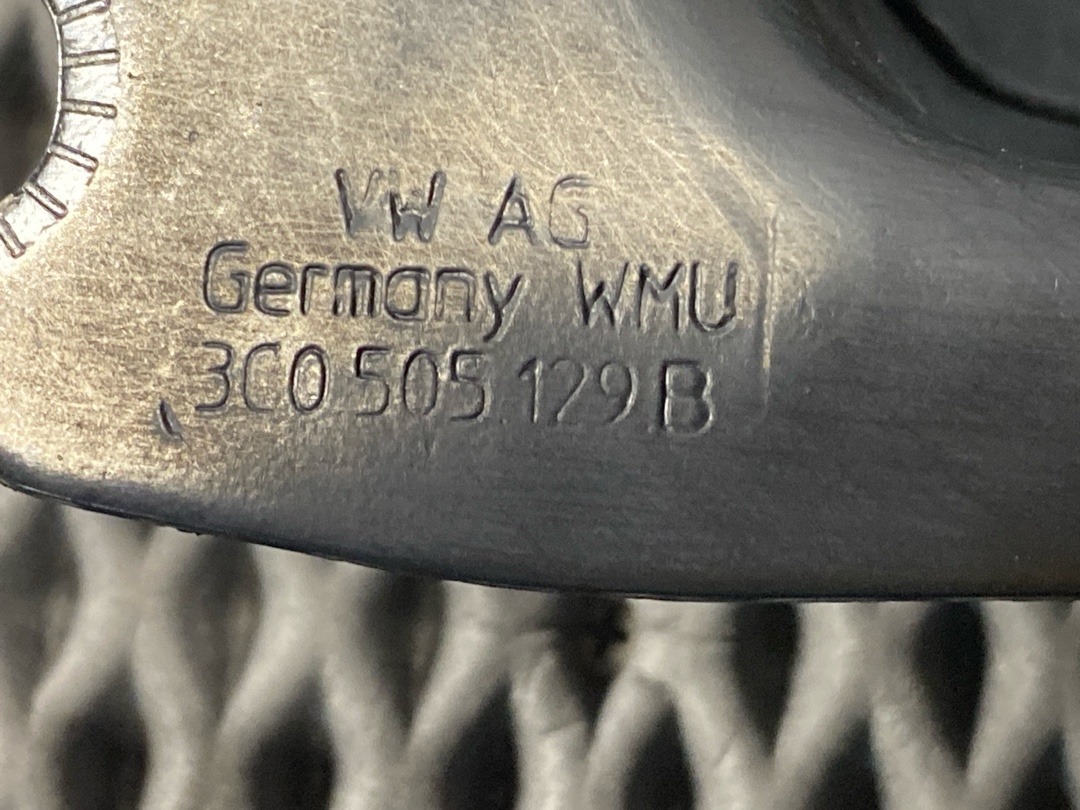 VW AG
Germany WMU
3C0.505.129.B